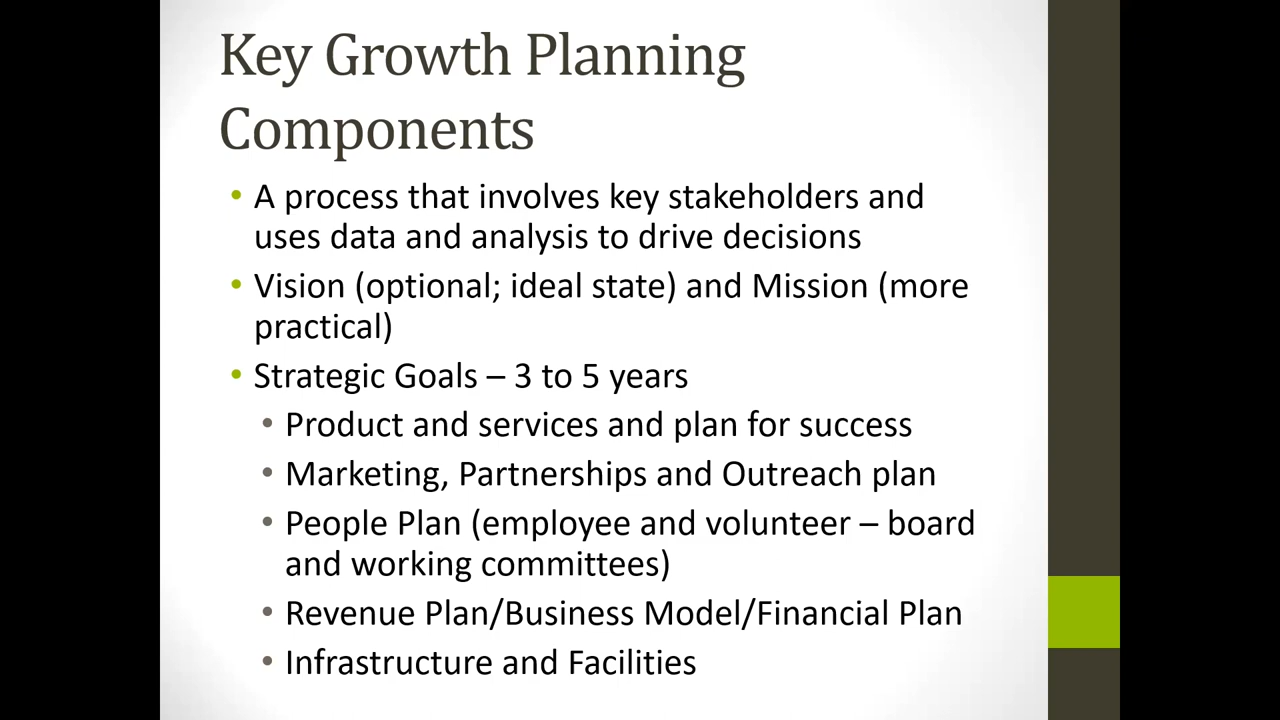 Key Growth Planning
Components
• A process that involves key stakeholders and
uses data and analysis to drive decisions
• Vision (optional; ideal state) and Mission (more
practical)
• Strategic Goals – 3 to 5 years
• Product and services and plan for success
• Marketing, Partnerships and Outreach plan
• People Plan (employee and volunteer – board
and working committees)
• Revenue Plan/Business Model/Financial Plan
• Infrastructure and Facilities